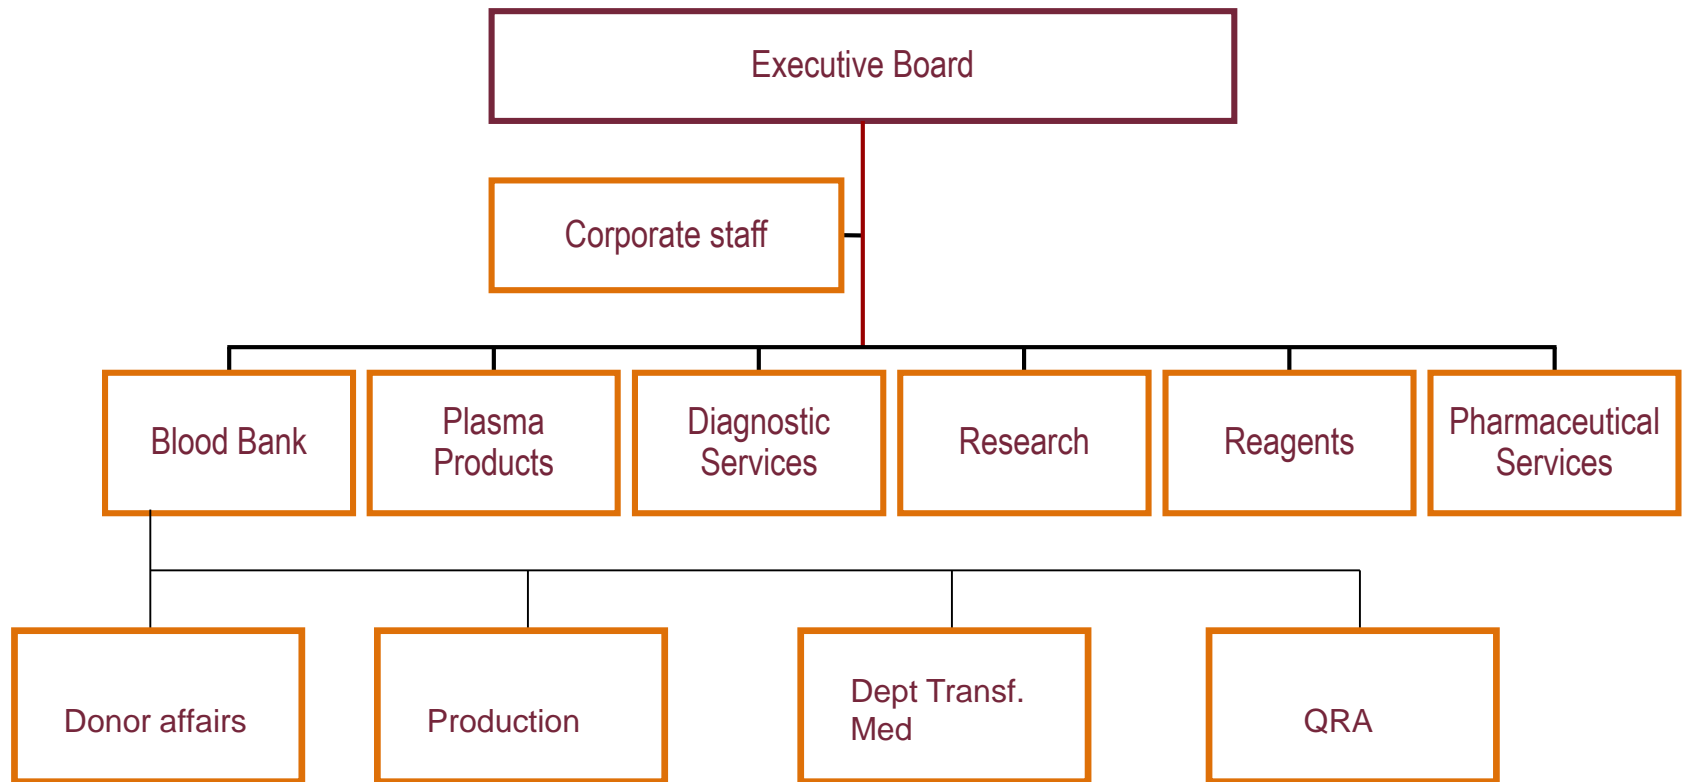 Executive Board
Corporate staff
Blood Bank
Plasma
Products
Diagnostic
Services
Research
Reagents
Pharmaceutical
Services
Donor affairs
Production
Dept Transf.
Med
QRA